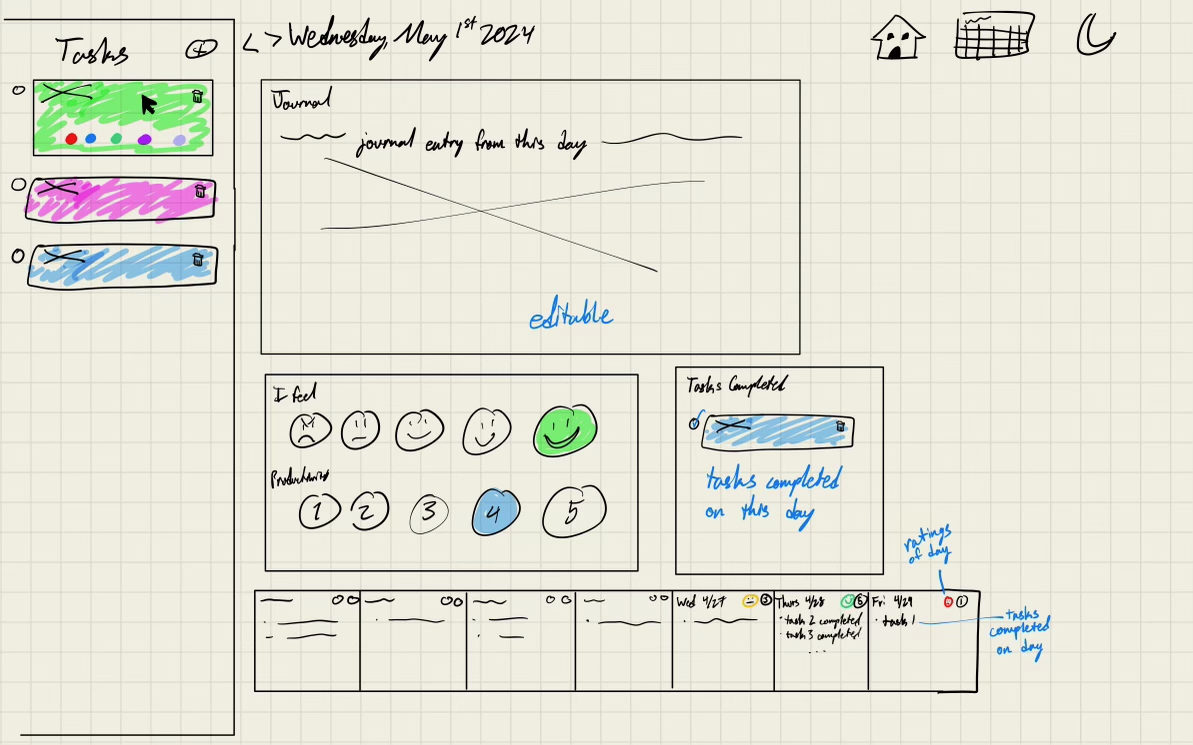 Tasks
+
< > Wednesday, May 1st 2024
Journal
journal entry from this day
editable
I feel
Productivity
1 2 3 4 5
Tasks Completed
tasks completed
on this day
ratings
of day
Wed 4/27 3
Thurs 4/28 5
• task 2 completed
• task 3 completed
...
Fri 4/29 1
• task 1
tasks
completed
on day